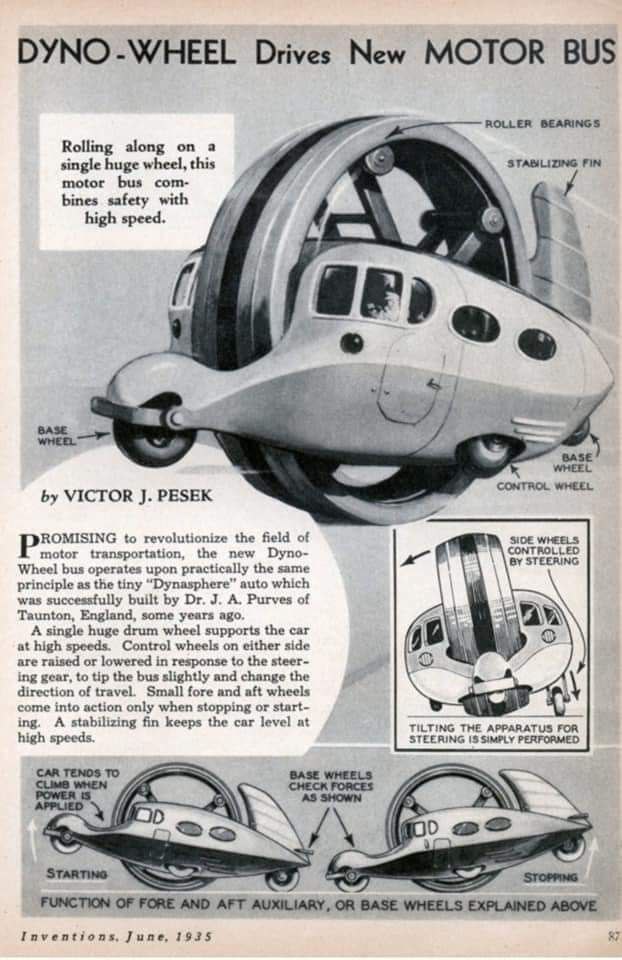 DYNO-WHEEL Drives New MOTOR BUS
Rolling along on a
single huge wheel, this
motor bus com-
bines safety with
high speed.
ROLLER BEARINGS
STABILIZING FIN
BASE
WHEEL
BASE
WHEEL
CONTROL WHEEL
by VICTOR J. PESEK
PROMISING to revolutionize the field of
motor transportation, the new Dyno-
Wheel bus operates upon practically the same
principle as the tiny "Dynasphere" auto which
was successfully built by Dr. J. A. Purves of
Taunton, England, some years ago.
A single huge drum wheel supports the car
at high speeds. Control wheels on either side
are raised or lowered in response to the steer-
ing gear, to tip the bus slightly and change the
direction of travel. Small fore and aft wheels
come into action only when stopping or start-
ing. A stabilizing fin keeps the car level at
high speeds.
SIDE WHEELS
CONTROLLED
BY STEERING
TILTING THE APPARATUS FOR
STEERING IS SIMPLY PERFORMED
CAR TENDS TO
CLIMB WHEN
POWER IS
APPLIED
BASE WHEELS
CHECK FORCES
AS SHOWN
STARTING
STOPPING
FUNCTION OF FORE AND AFT AUXILIARY, OR BASE WHEELS EXPLAINED ABOVE
Inventions, June, 1935
87